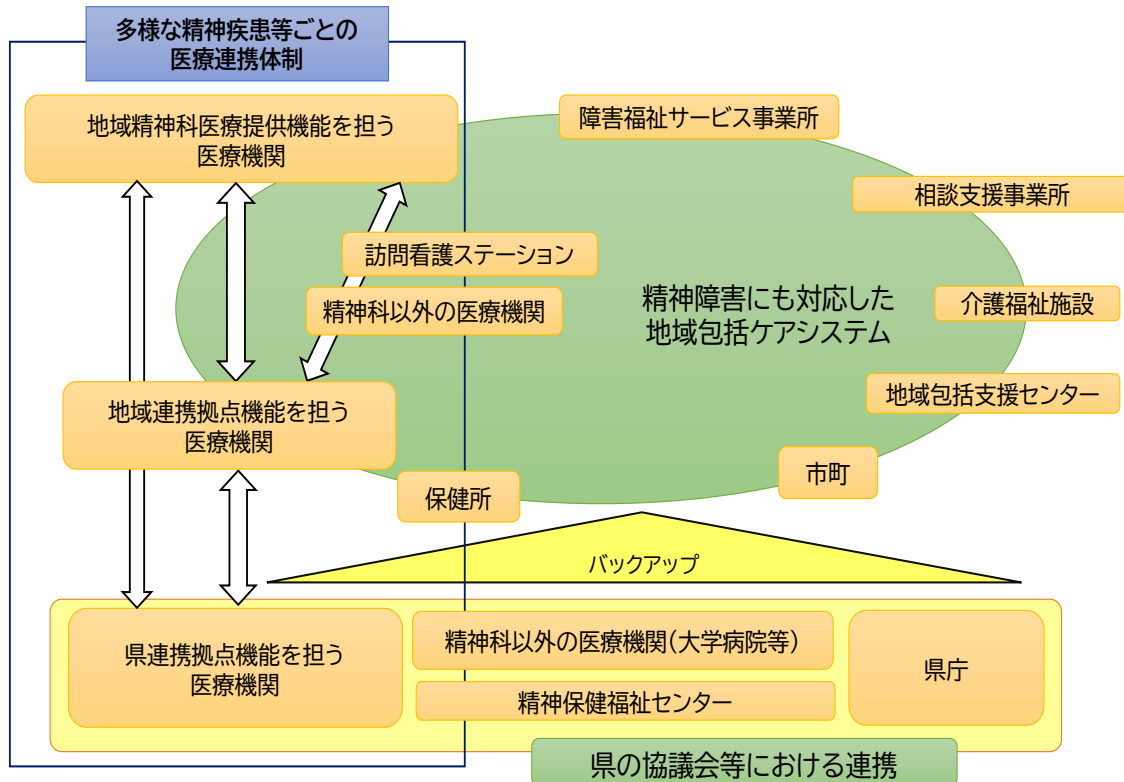 多様な精神疾患等ごとの
医療連携体制
地域精神科医療提供機能を担う
医療機関
障害福祉サービス事業所
相談支援事業所
訪問看護ステーション
精神科以外の医療機関
精神障害にも対応した
地域包括ケアシステム
介護福祉施設
地域連携拠点機能を担う
医療機関
地域包括支援センター
市町
保健所
バックアップ
県連携拠点機能を担う
医療機関
精神科以外の医療機関(大学病院等)
精神保健福祉センター
県庁
県の協議会等における連携